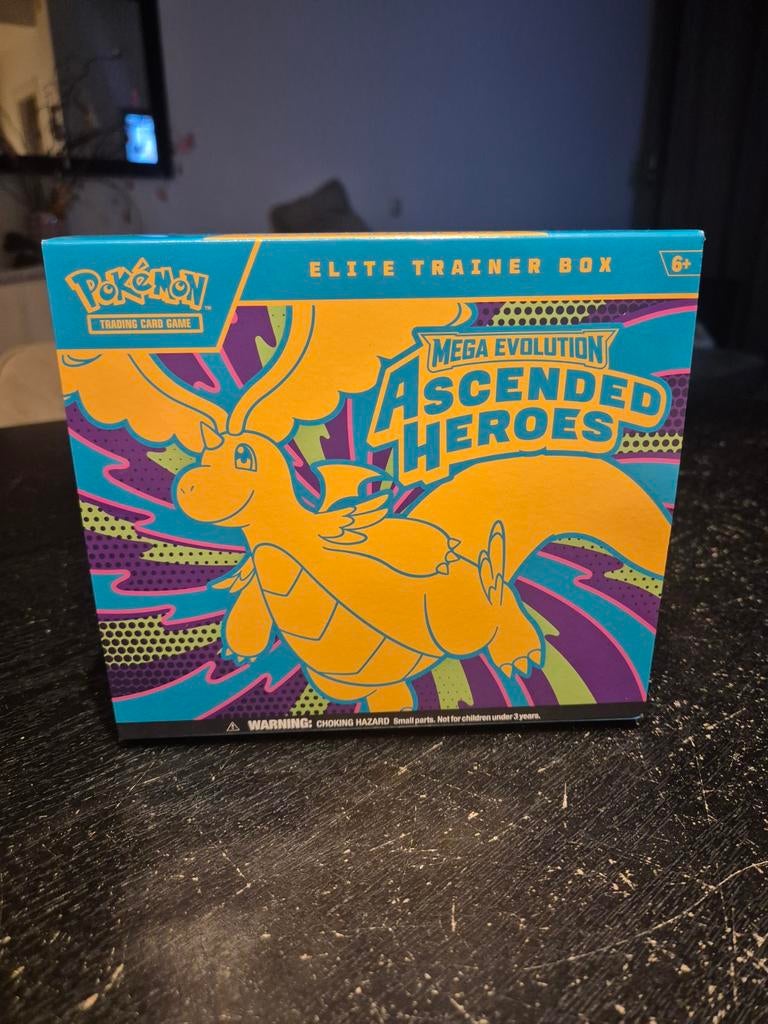 POKéMON™
TRADING CARD GAME
ELITE TRAINER BOX
6+
MEGA EVOLUTION
ASCENDED
HEROES
WARNING: CHOKING HAZARD Small parts. Not for children under 3 years.